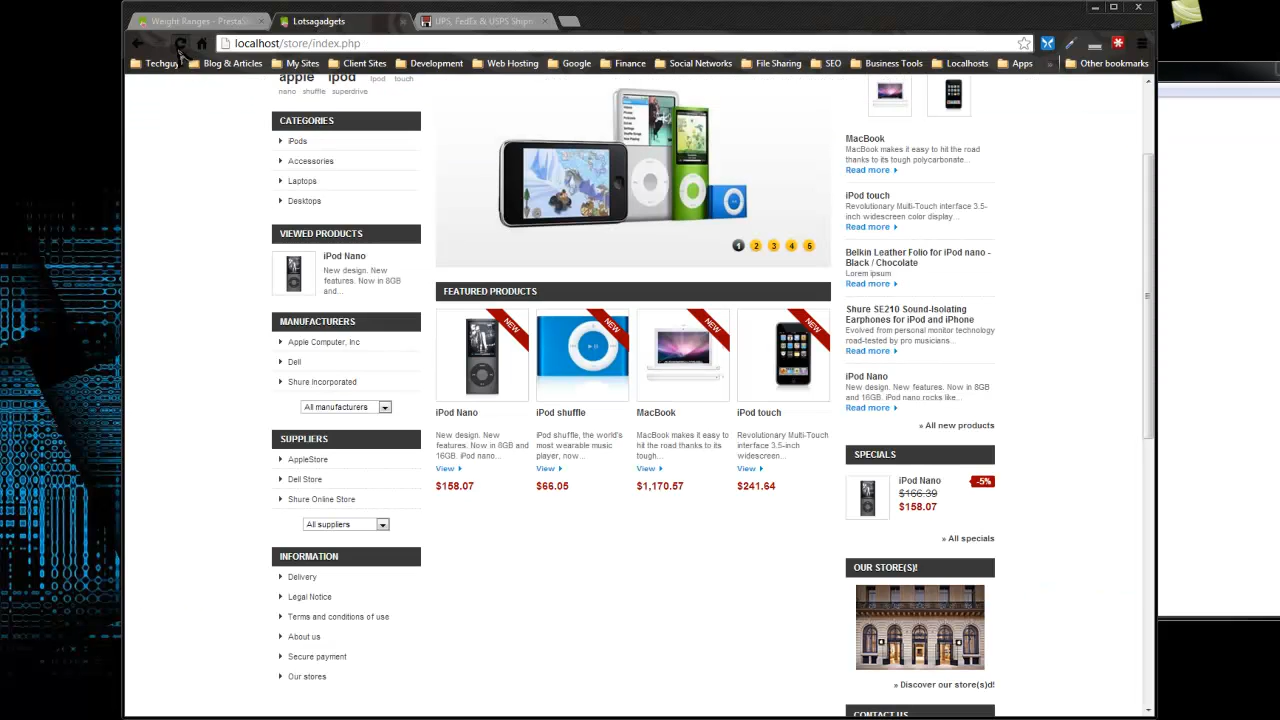 Weight Ranges - PrestaSh
Lotsagadgets
UPS, FedEx & USPS Shipm
localhost/store/index.php
Techguy
Blog & Articles
My Sites
Client Sites
Development
Web Hosting
Google
Finance
Social Networks
File Sharing
SEO
Business Tools
Localhosts
Apps
»
Other bookmarks
apple ipod Ipod touch
nano shuffle superdrive
CATEGORIES
iPods
Accessories
Laptops
Desktops
VIEWED PRODUCTS
iPod Nano
New design. New
features. Now in 8GB
and...
MANUFACTURERS
Apple Computer, Inc
Dell
Shure Incorporated
All manufacturers
SUPPLIERS
AppleStore
Dell Store
Shure Online Store
All suppliers
INFORMATION
Delivery
Legal Notice
Terms and conditions of use
About us
Secure payment
Our stores
1 2 3 4 5
FEATURED PRODUCTS
NEW
NEW
NEW
NEW
iPod Nano
New design. New
features. Now in 8GB and
16GB. iPod nano...
View
$158.07
iPod shuffle
iPod shuffle, the world's
most wearable music
player, now...
View
$66.05
MacBook
MacBook makes it easy to
hit the road thanks to its
tough...
View
$1,170.57
iPod touch
Revolutionary Multi-Touch
interface 3.5-inch
widescreen...
View
$241.64
MacBook
MacBook makes it easy to hit the road
thanks to its tough polycarbonate...
Read more
iPod touch
Revolutionary Multi-Touch interface 3.5-
inch widescreen color display...
Read more
Belkin Leather Folio for iPod nano -
Black / Chocolate
Lorem ipsum
Read more
Shure SE210 Sound-Isolating
Earphones for iPod and iPhone
Evolved from personal monitor technology
road-tested by pro musicians...
Read more
iPod Nano
New design. New features. Now in 8GB
and 16GB. iPod nano rocks like...
Read more
» All new products
SPECIALS
iPod Nano
-5%
$166.39
$158.07
» All specials
OUR STORE(S)!
» Discover our store(s)d!
CONTACT US